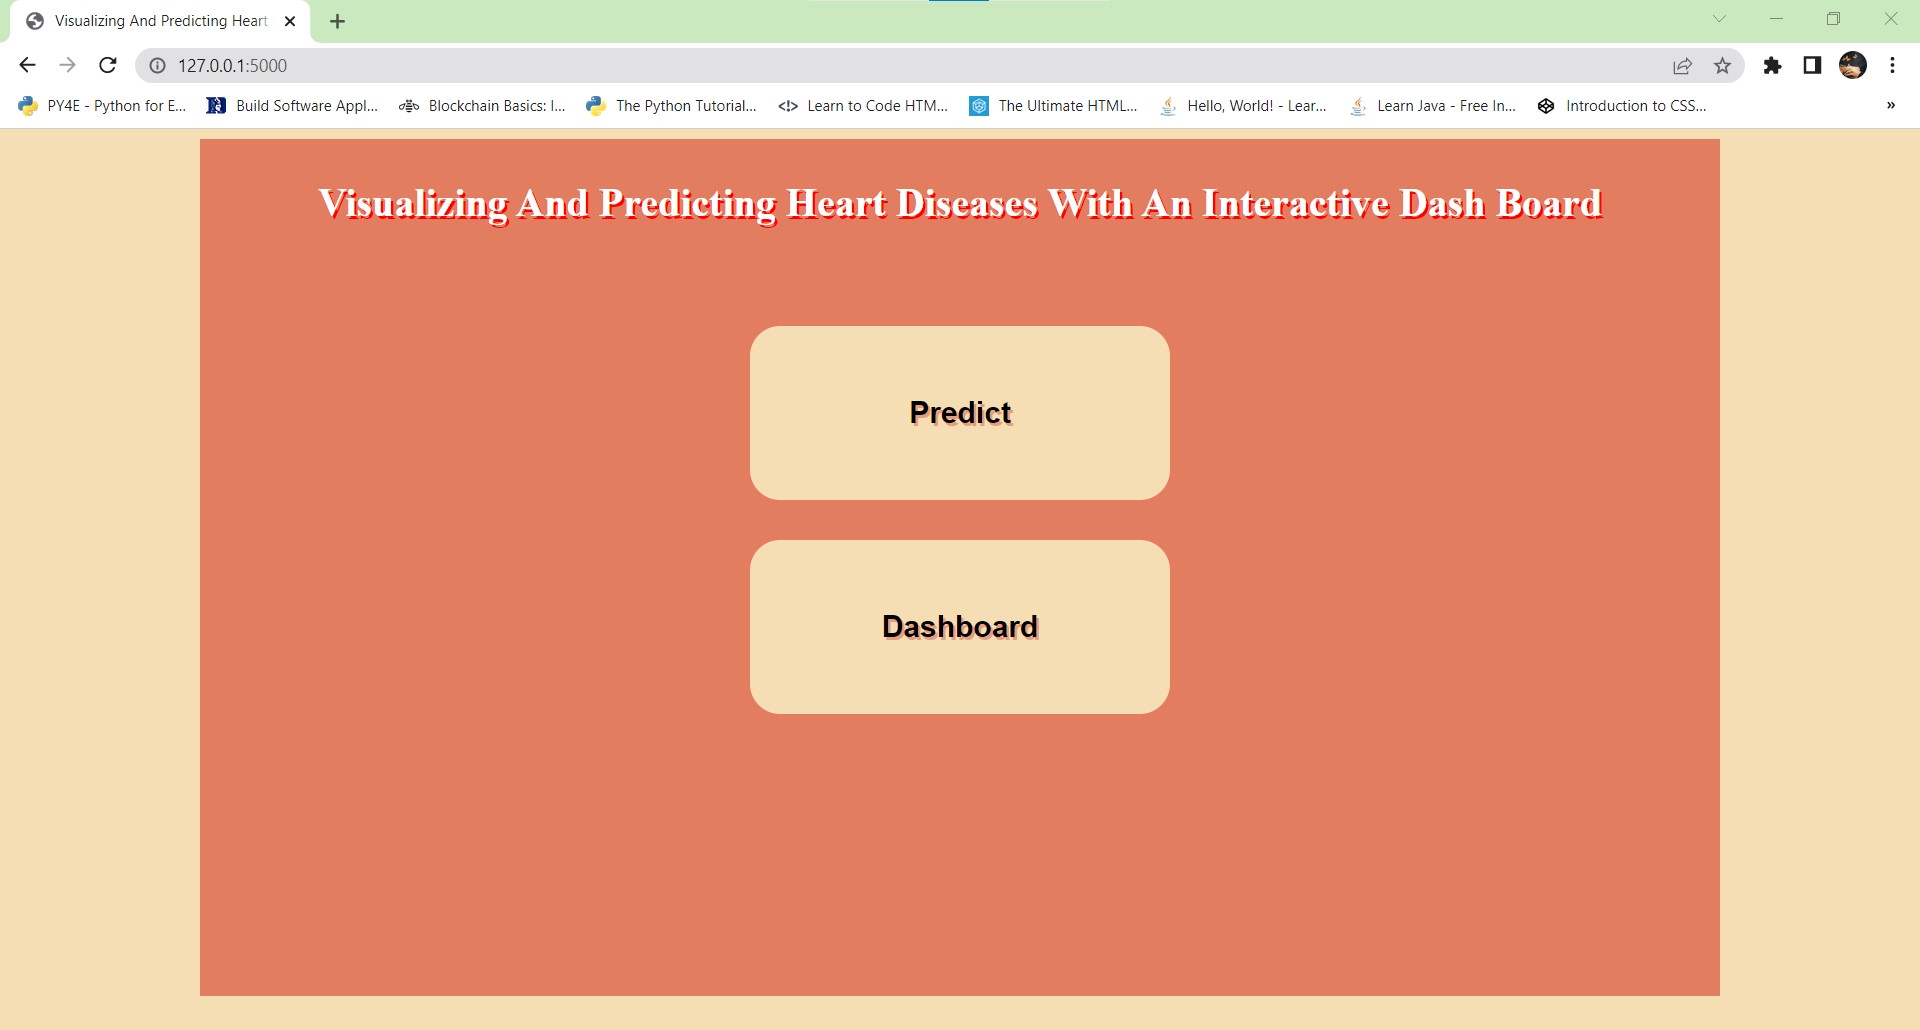 Visualizing And Predicting Heart
127.0.0.1:5000
PY4E - Python for E...
Build Software Appl...
Blockchain Basics: I...
The Python Tutorial...
Learn to Code HTM...
The Ultimate HTML...
Hello, World! - Lear...
Learn Java - Free In...
Introduction to CSS...
»
Visualizing And Predicting Heart Diseases With An Interactive Dash Board
Predict
Dashboard